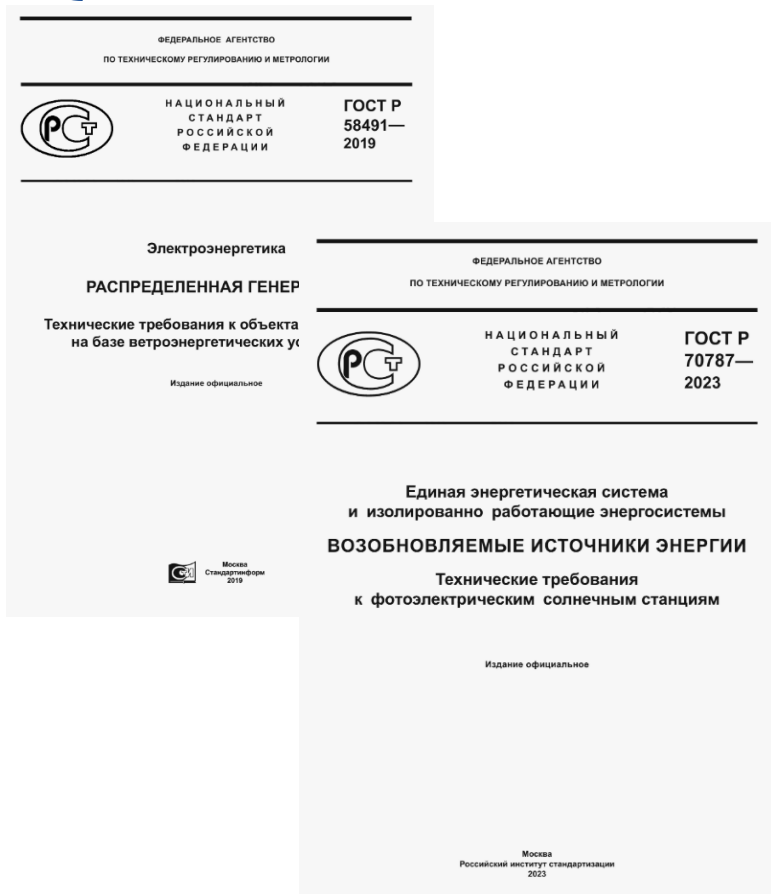 ФЕДЕРАЛЬНОЕ АГЕНТСТВО
ПО ТЕХНИЧЕСКОМУ РЕГУЛИРОВАНИЮ И МЕТРОЛОГИИ
РСТ
НАЦИОНАЛЬНЫЙ
СТАНДАРТ
РОССИЙСКОЙ
ФЕДЕРАЦИИ
ГОСТ Р
58491—
2019
Электроэнергетика
РАСПРЕДЕЛЕННАЯ ГЕНЕР
Технические требования к объекта
на базе ветроэнергетических ус
Издание официальное
Москва
Стандартинформ
2019
ФЕДЕРАЛЬНОЕ АГЕНТСТВО
ПО ТЕХНИЧЕСКОМУ РЕГУЛИРОВАНИЮ И МЕТРОЛОГИИ
РСТ
НАЦИОНАЛЬНЫЙ
СТАНДАРТ
РОССИЙСКОЙ
ФЕДЕРАЦИИ
ГОСТ Р
70787—
2023
Единая энергетическая система
и изолированно работающие энергосистемы
ВОЗОБНОВЛЯЕМЫЕ ИСТОЧНИКИ ЭНЕРГИИ
Технические требования
к фотоэлектрическим солнечным станциям
Издание официальное
Москва
Российский институт стандартизации
2023